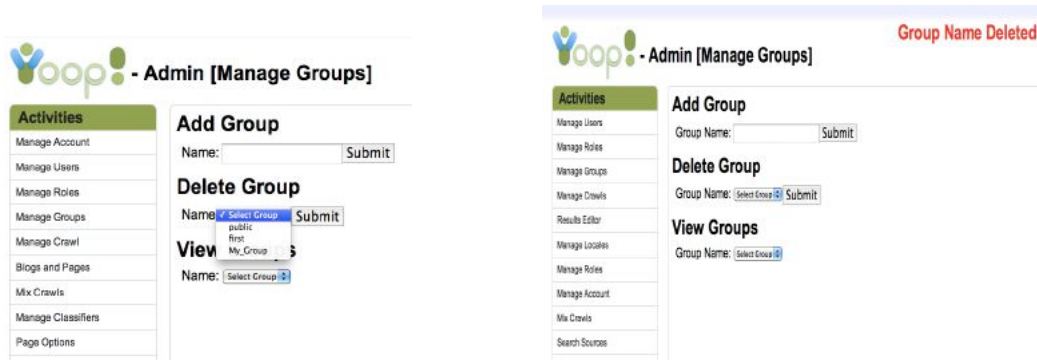 Yoop! - Admin [Manage Groups]
Activities
Manage Account
Manage Users
Manage Roles
Manage Groups
Manage Crawl
Blogs and Pages
Mix Crawls
Manage Classifiers
Page Options
Add Group
Name: Submit
Delete Group
Name ✓ Select Group Submit
public
first
My_Group
View s
Name: Select Group
Group Name Deleted
Yoop! - Admin [Manage Groups]
Activities
Manage Users
Manage Roles
Manage Groups
Manage Crawls
Results Editor
Manage Locales
Manage Roles
Manage Account
Mix Crawls
Search Sources
Add Group
Group Name: Submit
Delete Group
Group Name: Select Group Submit
View Groups
Group Name: Select Group